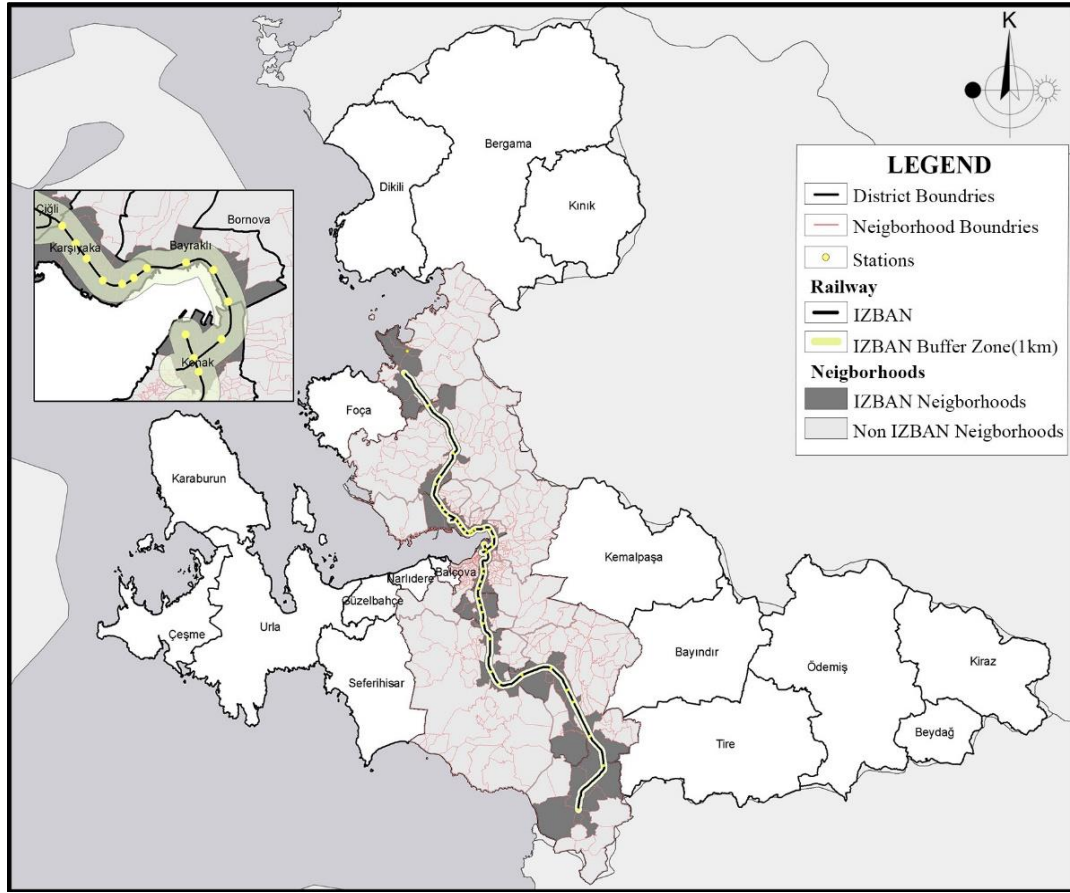 K
LEGEND
District Boundries
Neigborhood Boundries
Stations
Railway
IZBAN
IZBAN Buffer Zone(1km)
Neigborhoods
IZBAN Neigborhoods
Non IZBAN Neigborhoods
Bergama
Dikili
Kınık
Çiğli
Bornova
Karşıyaka
Bayraklı
Konak
Foça
Karaburun
Kemalpaşa
Narlıdere
Balçova
Güzelbahçe
Çeşme
Urla
Seferihisar
Bayındır
Ödemiş
Kiraz
Tire
Beydağ